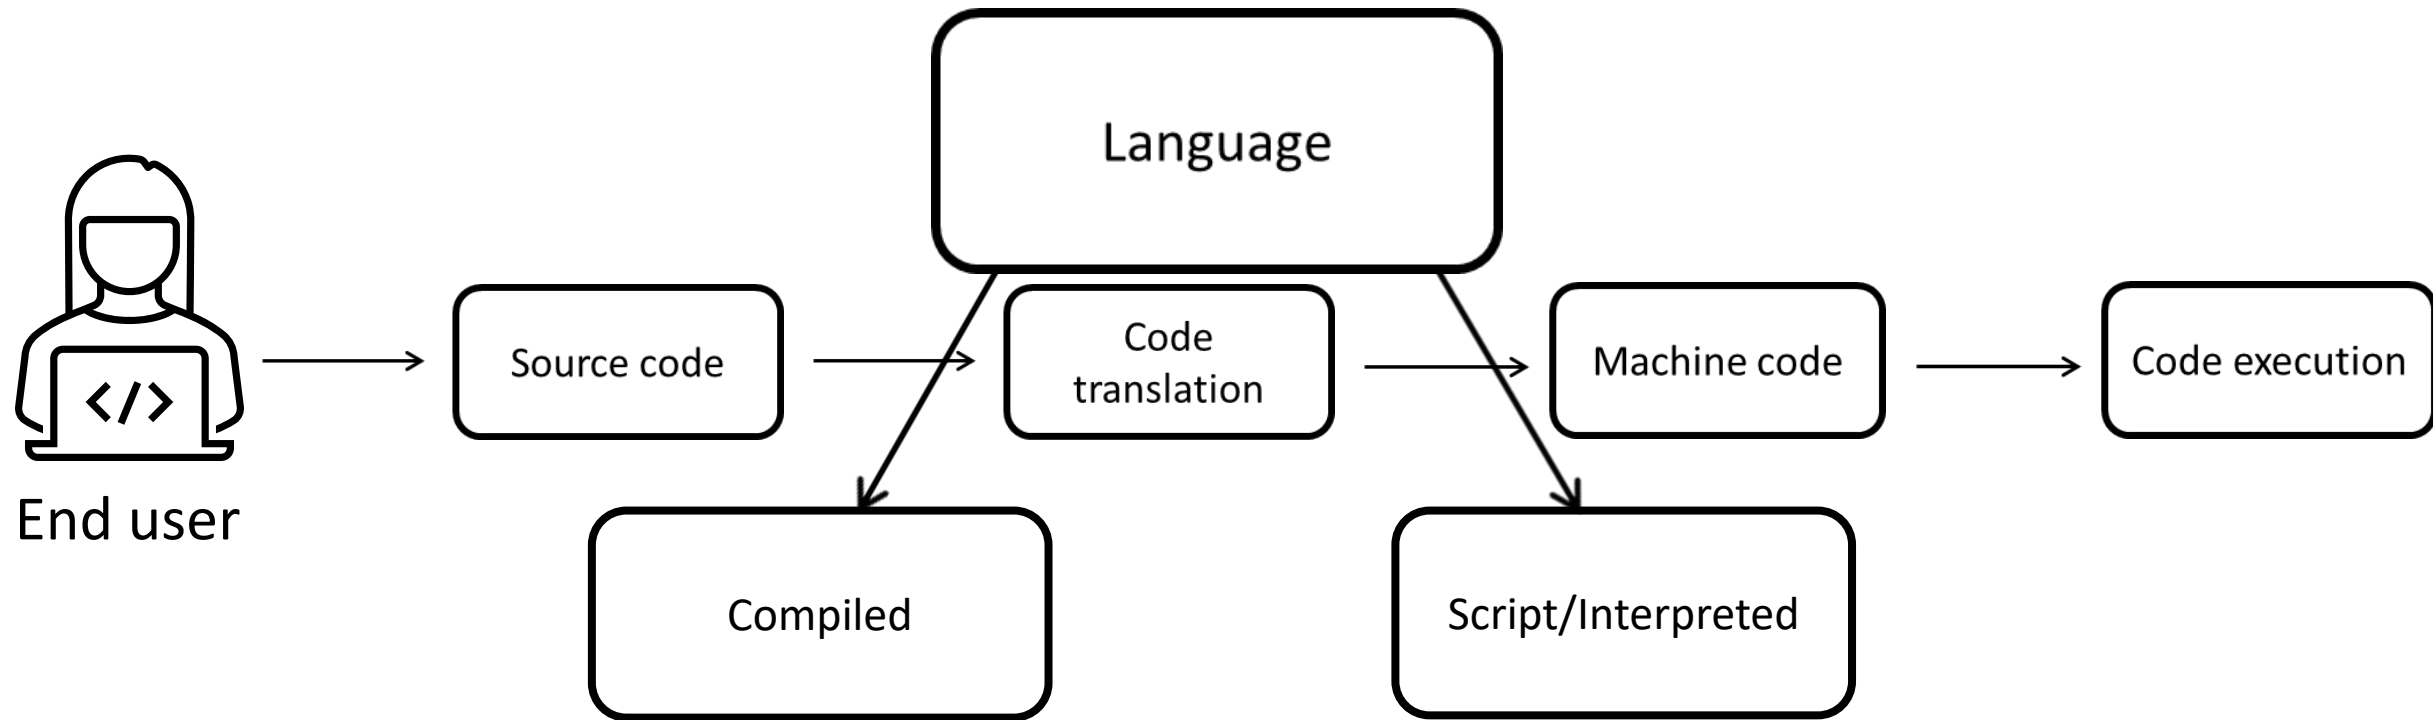 Language
</>
End user
Source code
Code
translation
Machine code
Code execution
Compiled
Script/Interpreted